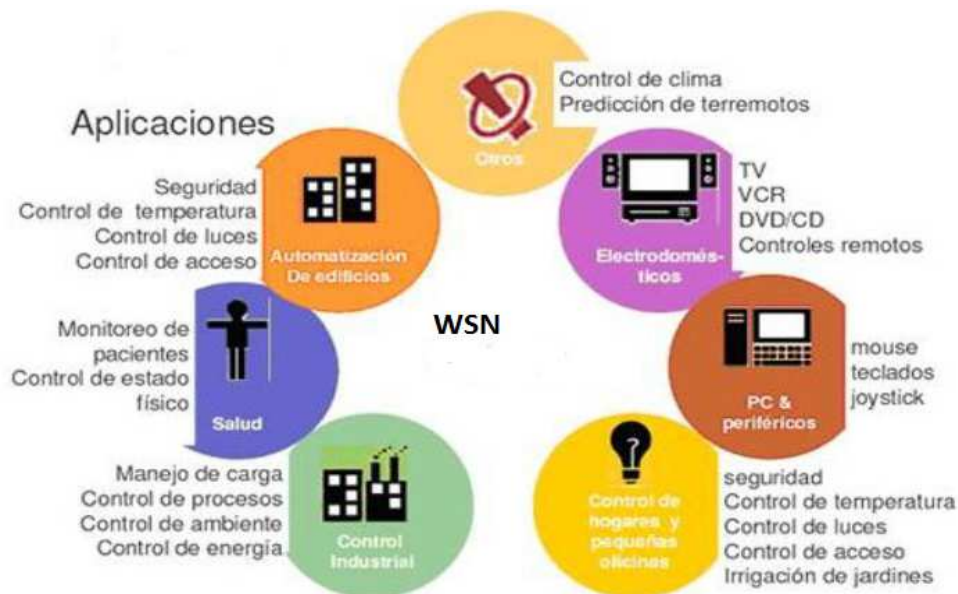 Aplicaciones
Otros
Control de clima
Predicción de terremotos
Seguridad
Control de temperatura
Control de luces
Control de acceso
Automatización
De edificios
TV
VCR
DVD/CD
Controles remotos
Electrodomés-
ticos
WSN
Monitoreo de
pacientes
Control de estado
físico
Salud
mouse
teclados
joystick
PC &
periféricos
Manejo de carga
Control de procesos
Control de ambiente
Control de energía
Control
Industrial
?
Control de
hogares y
pequeñas
oficinas
seguridad
Control de temperatura
Control de luces
Control de acceso
Irrigación de jardines